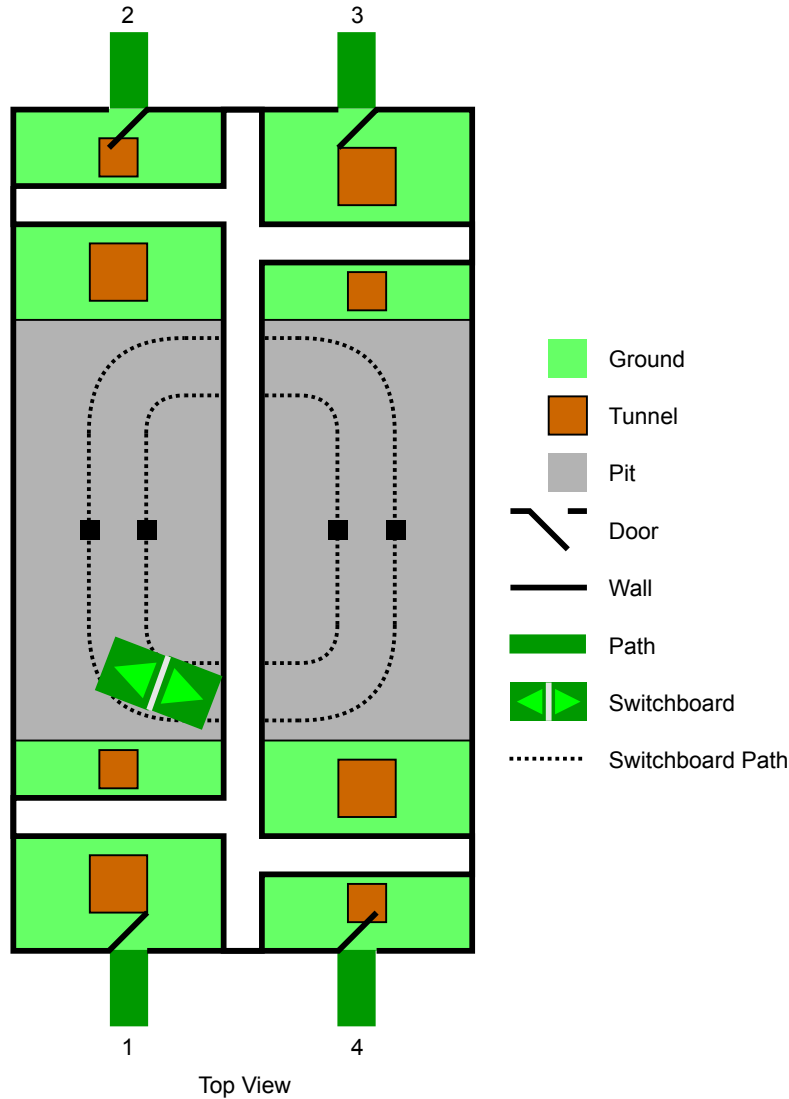 2
3
Ground
Tunnel
Pit
Door
Wall
Path
Switchboard
Switchboard Path
1
4
Top View